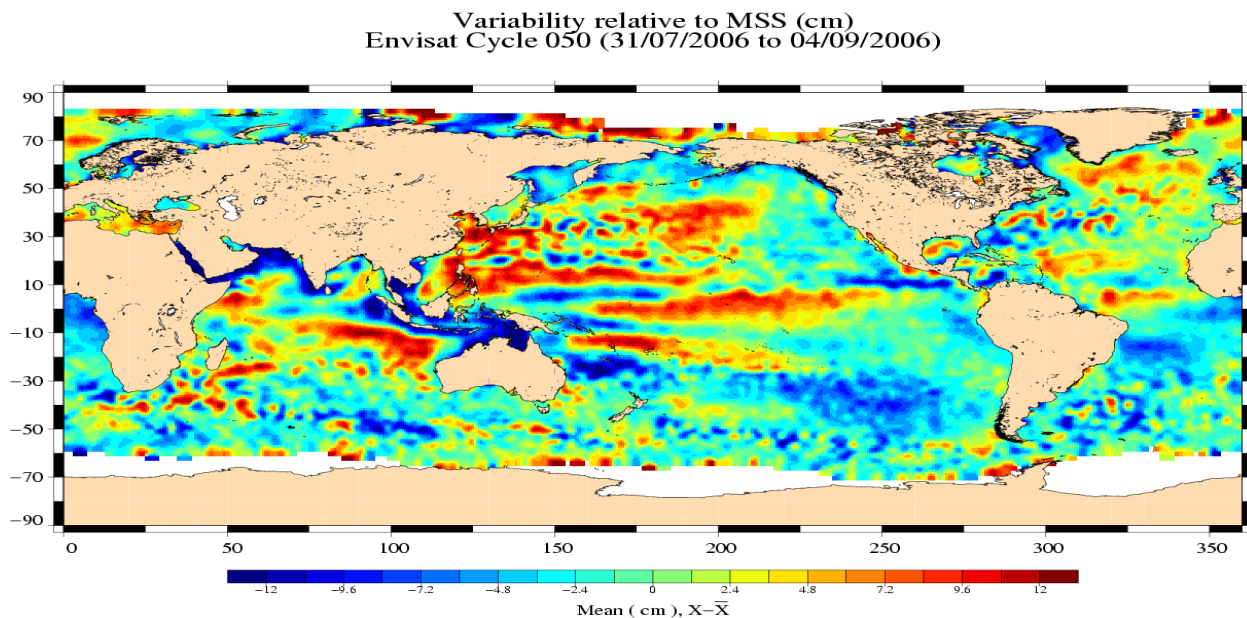 Variability relative to MSS (cm)
Envisat Cycle 050 (31/07/2006 to 04/09/2006)
90
70
50
30
10
−10
−30
−50
−70
−90
0 50 100 150 200 250 300 350
−12 −9.6 −7.2 −4.8 −2.4 0 2.4 4.8 7.2 9.6 12
Mean ( cm ), X−X̅